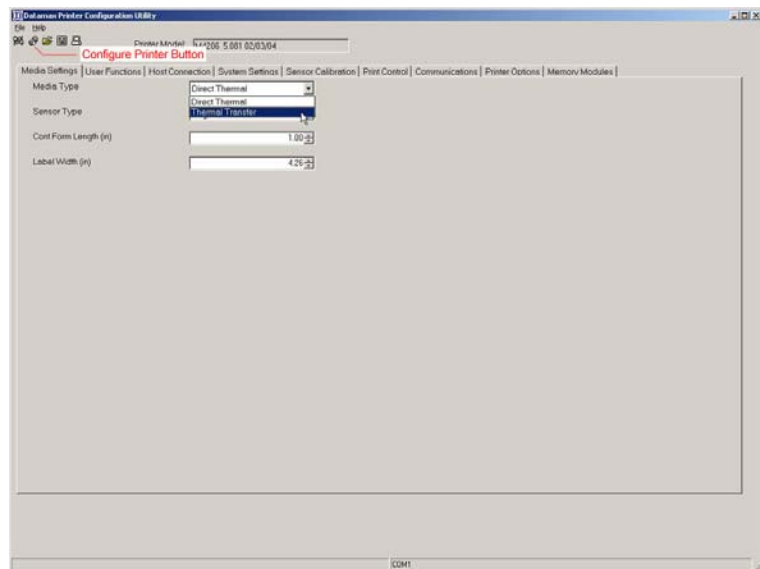 Datamax Printer Configuration Utility
File Help
Printer Model: 5.081 02/03/04
Configure Printer Button
Media Settings User Functions Host Connection System Settings Sensor Calibration Print Control Communications Printer Options Memory Modules
Media Type Direct Thermal
Direct Thermal
Sensor Type Thermal Transfer
Cont Form Length (in) 1.00
Label Width (in) 4.26
COM1